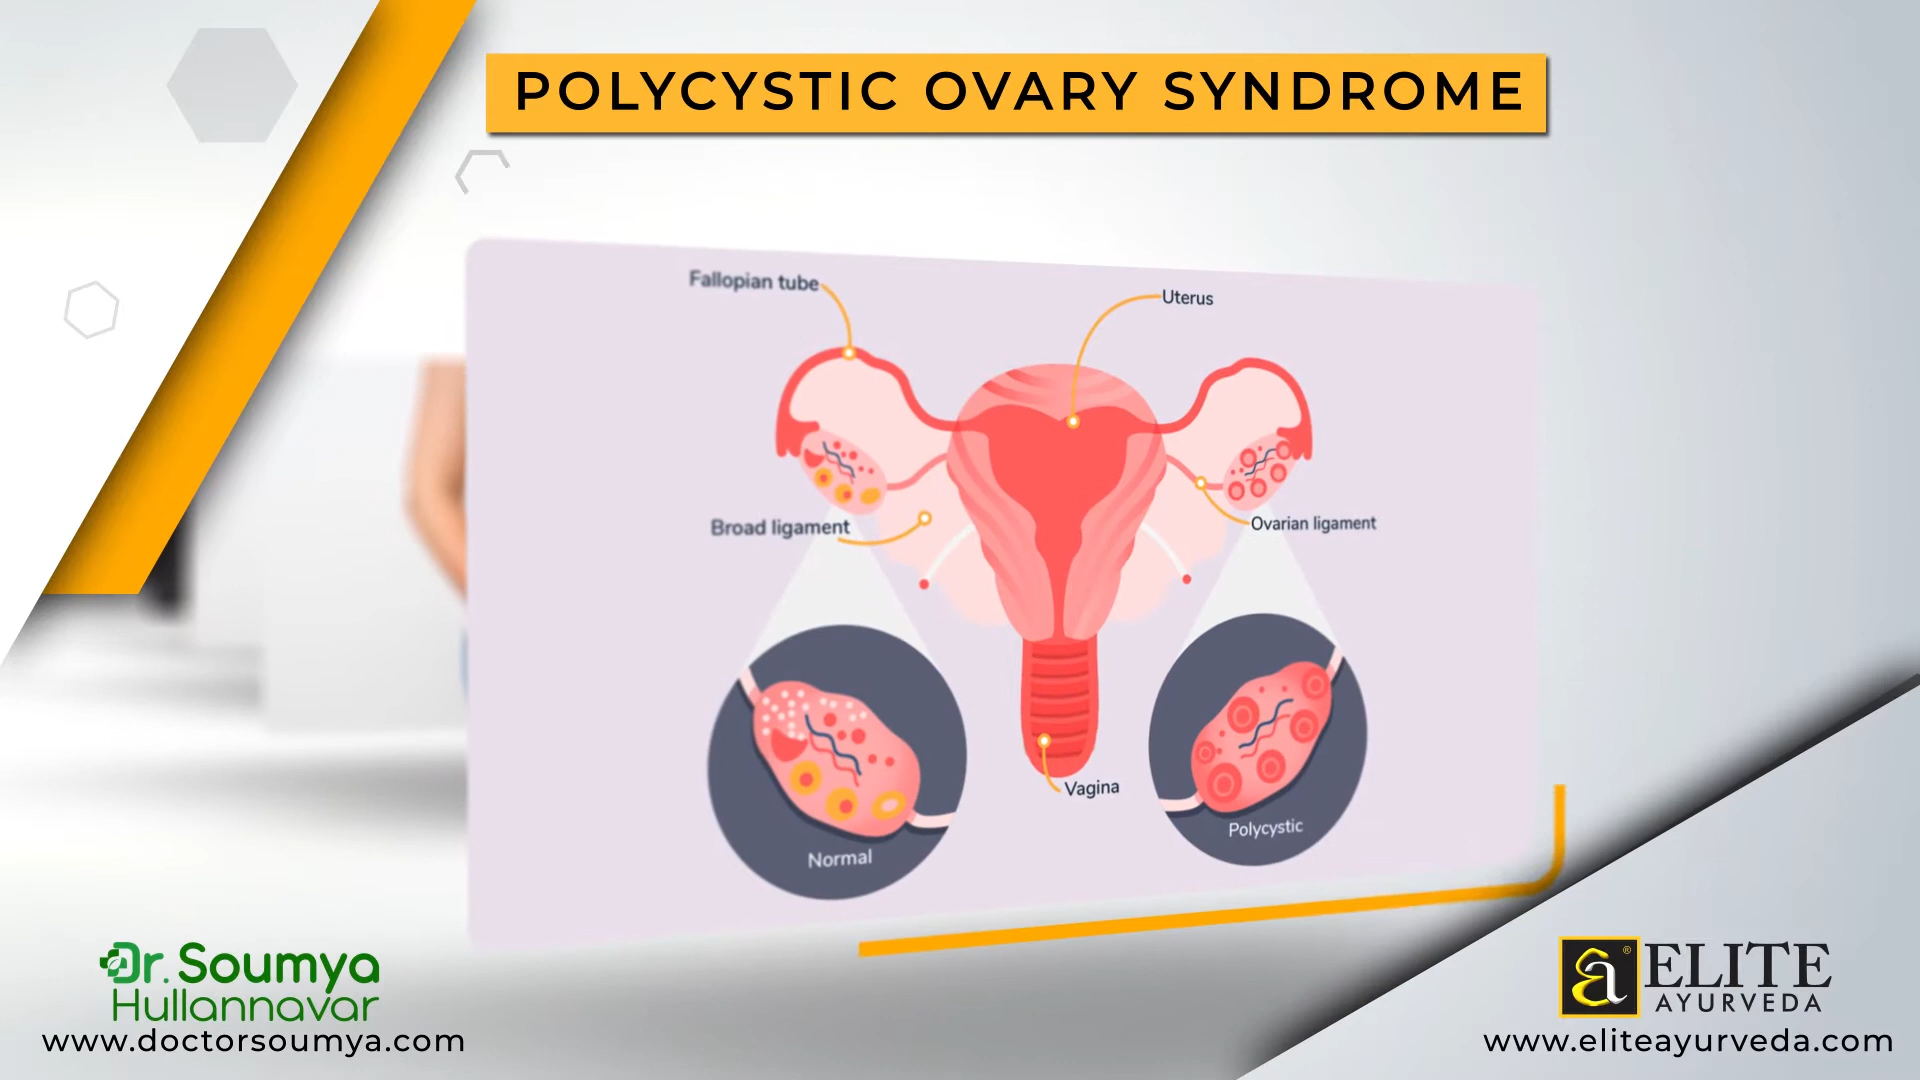 POLYCYSTIC OVARY SYNDROME
Fallopian tube
Uterus
Broad ligament
Ovarian ligament
Vagina
Normal
Polycystic
Dr. Soumya
Hullannavar
www.doctorsoumya.com
ELITE
AYURVEDA
www.eliteayurveda.com